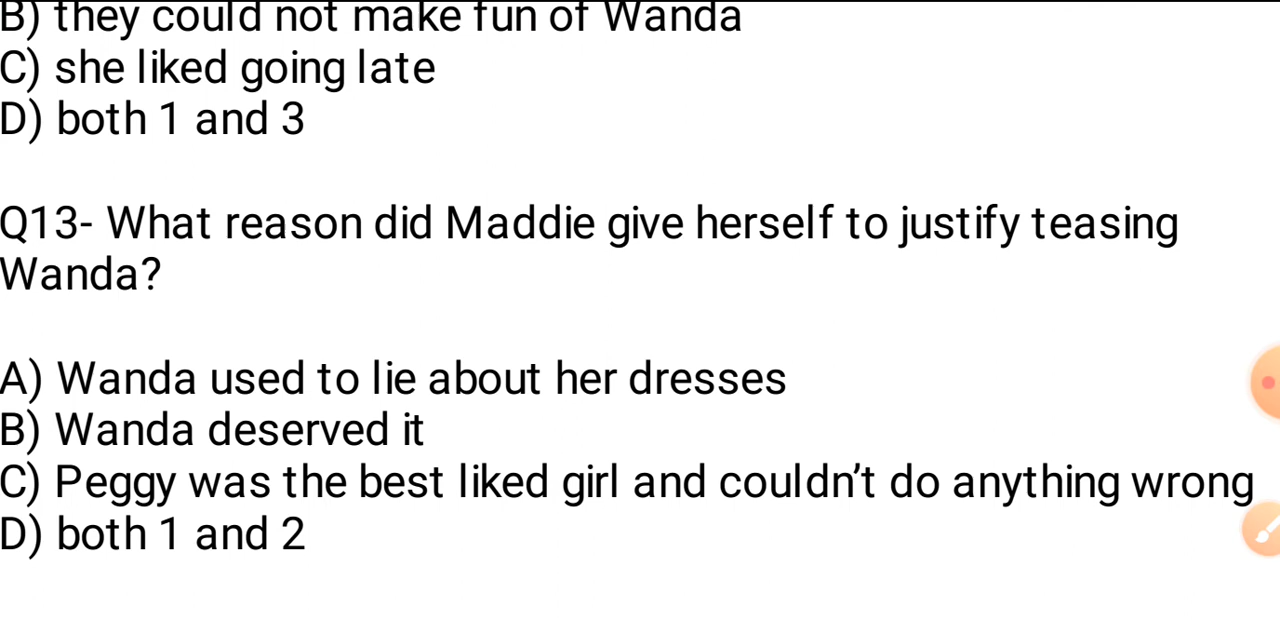 B) they could not make fun of Wanda
C) she liked going late
D) both 1 and 3
Q13- What reason did Maddie give herself to justify teasing
Wanda?
A) Wanda used to lie about her dresses
B) Wanda deserved it
C) Peggy was the best liked girl and couldn't do anything wrong
D) both 1 and 2